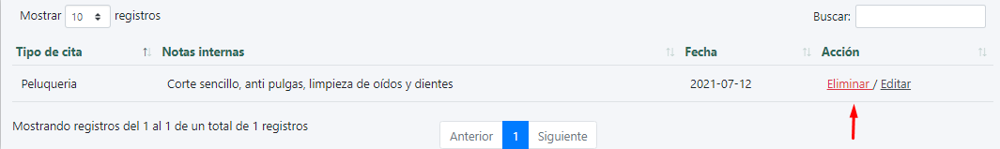 Mostrar 10 registros Buscar:
Tipo de cita Notas internas Fecha Acción
Peluqueria Corte sencillo, anti pulgas, limpieza de oídos y dientes 2021-07-12 Eliminar / Editar
Mostrando registros del 1 al 1 de un total de 1 registros
Anterior 1 Siguiente